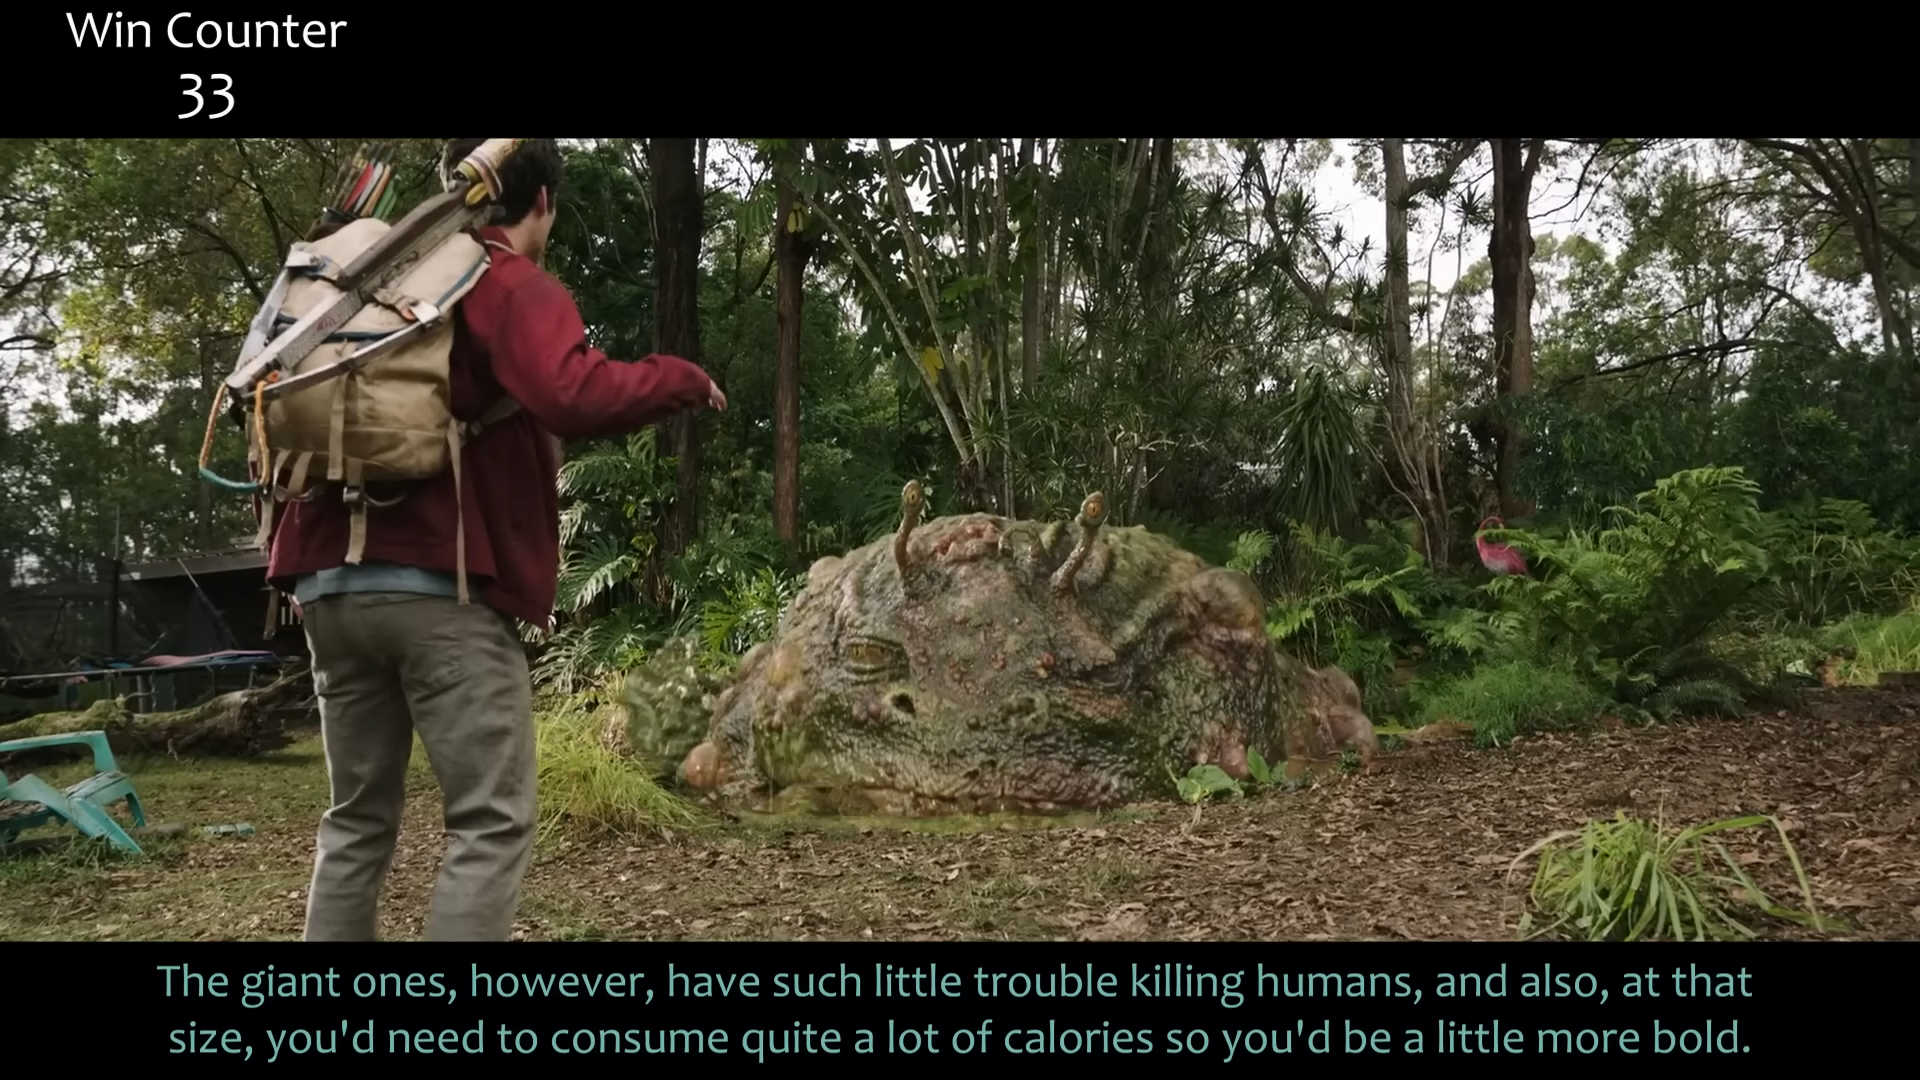 Win Counter
33
The giant ones, however, have such little trouble killing humans, and also, at that
size, you'd need to consume quite a lot of calories so you'd be a little more bold.